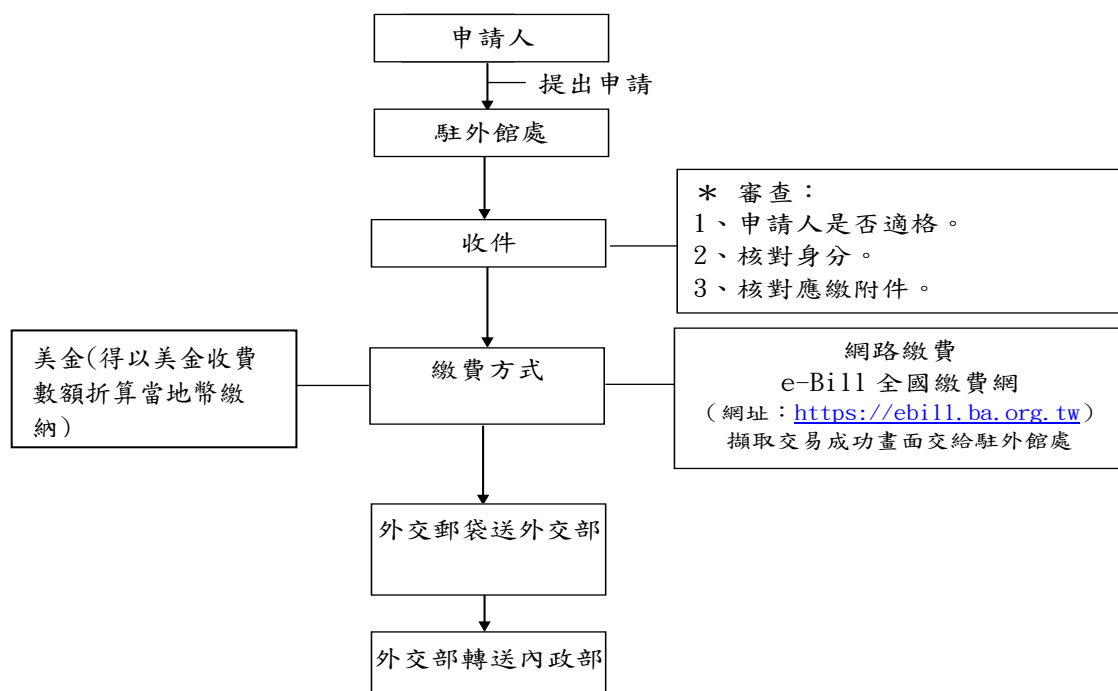 申請人
提出申請
駐外館處
收件
＊ 審查：
1、申請人是否適格。
2、核對身分。
3、核對應繳附件。
美金(得以美金收費
數額折算當地幣繳
納)
繳費方式
網路繳費
e-Bill 全國繳費網
（網址：https://ebill.ba.org.tw）
擷取交易成功畫面交給駐外館處
外交郵袋送外交部
外交部轉送內政部